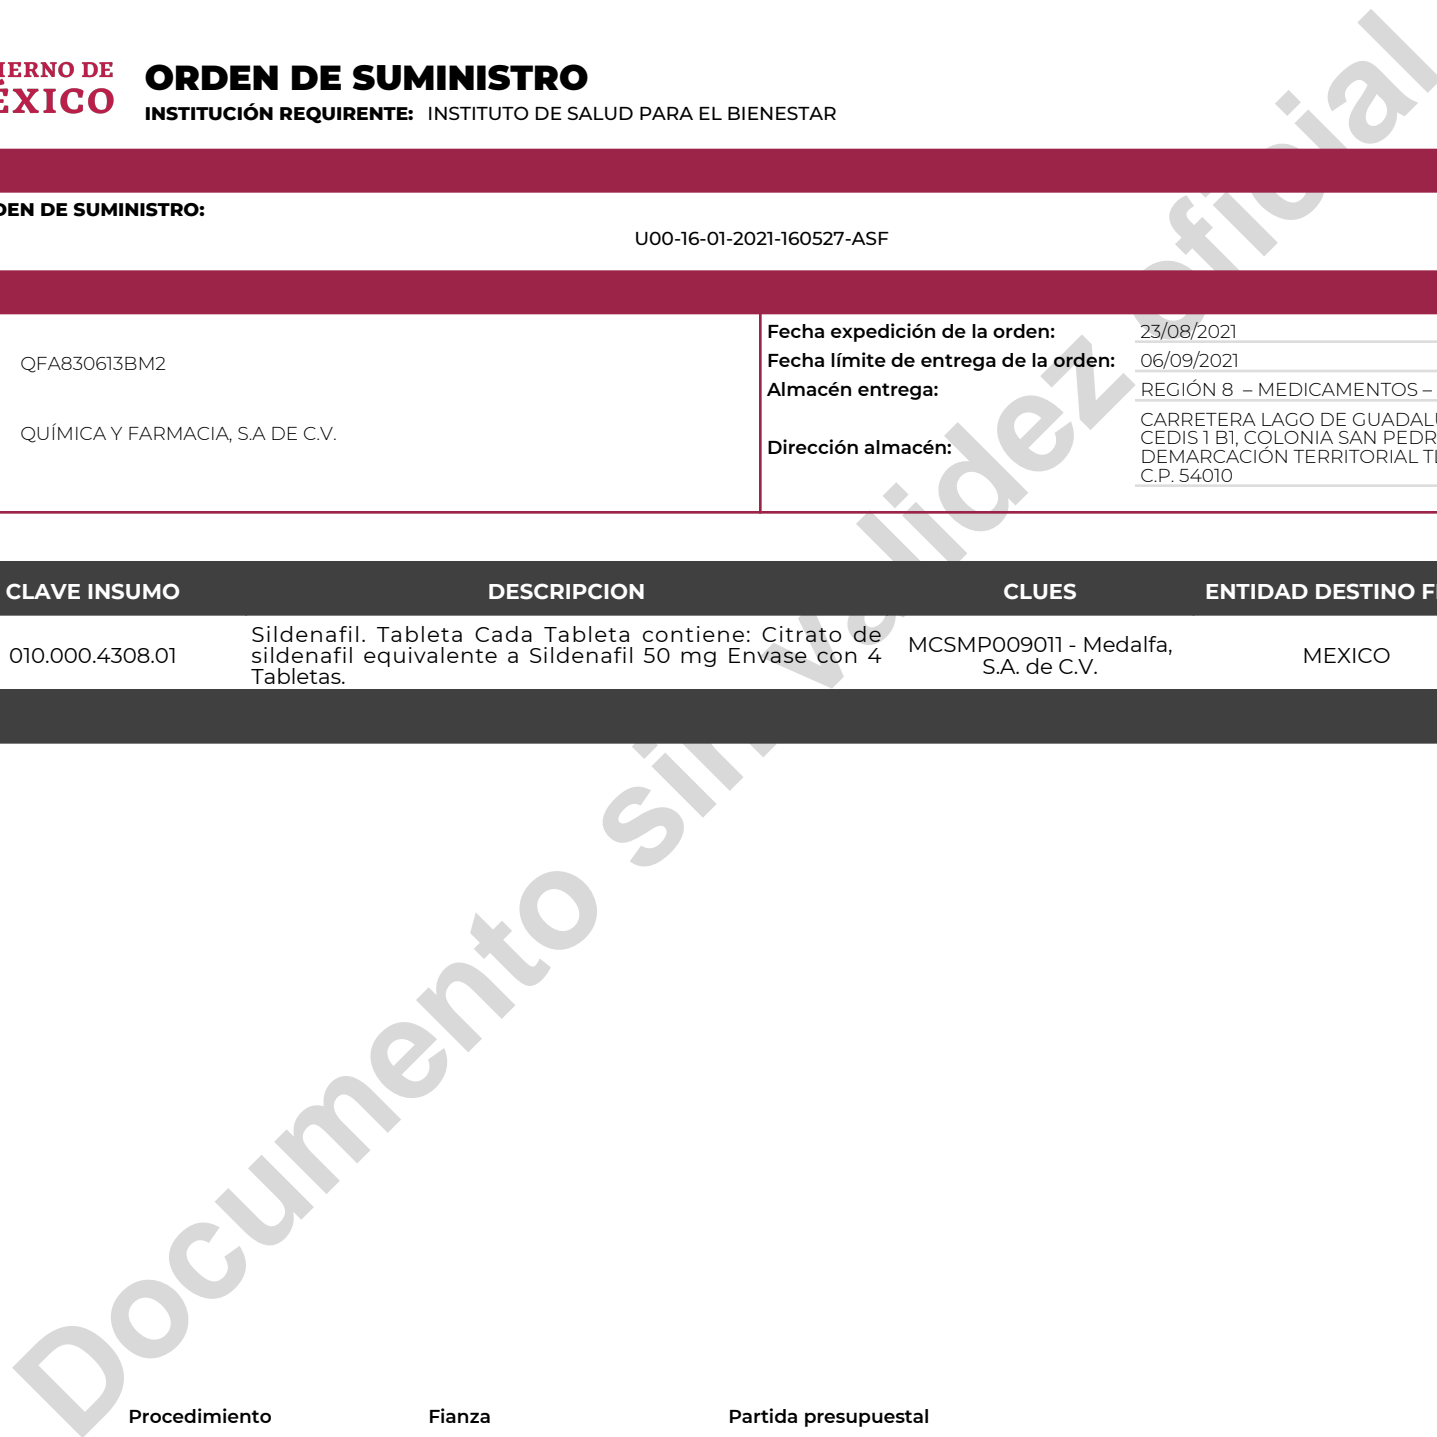 IERNO DE
ÉXICO
ORDEN DE SUMINISTRO
INSTITUCIÓN REQUIRENTE: INSTITUTO DE SALUD PARA EL BIENESTAR
DEN DE SUMINISTRO:
U00-16-01-2021-160527-ASF
QFA830613BM2
QUÍMICA Y FARMACIA, S.A DE C.V.
Fecha expedición de la orden: 23/08/2021
Fecha límite de entrega de la orden: 06/09/2021
Almacén entrega: REGIÓN 8 – MEDICAMENTOS –
Dirección almacén:
CARRETERA LAGO DE GUADALU
CEDIS 1 B1, COLONIA SAN PEDR
DEMARCACIÓN TERRITORIAL TL
C.P. 54010
CLAVE INSUMO DESCRIPCION CLUES ENTIDAD DESTINO FI
010.000.4308.01
Sildenafil. Tableta Cada Tableta contiene: Citrato de
sildenafil equivalente a Sildenafil 50 mg Envase con 4
Tabletas.
MCSMP009011 - Medalfa,
S.A. de C.V.
MEXICO
Documento sin validez oficial
Procedimiento Fianza Partida presupuestal